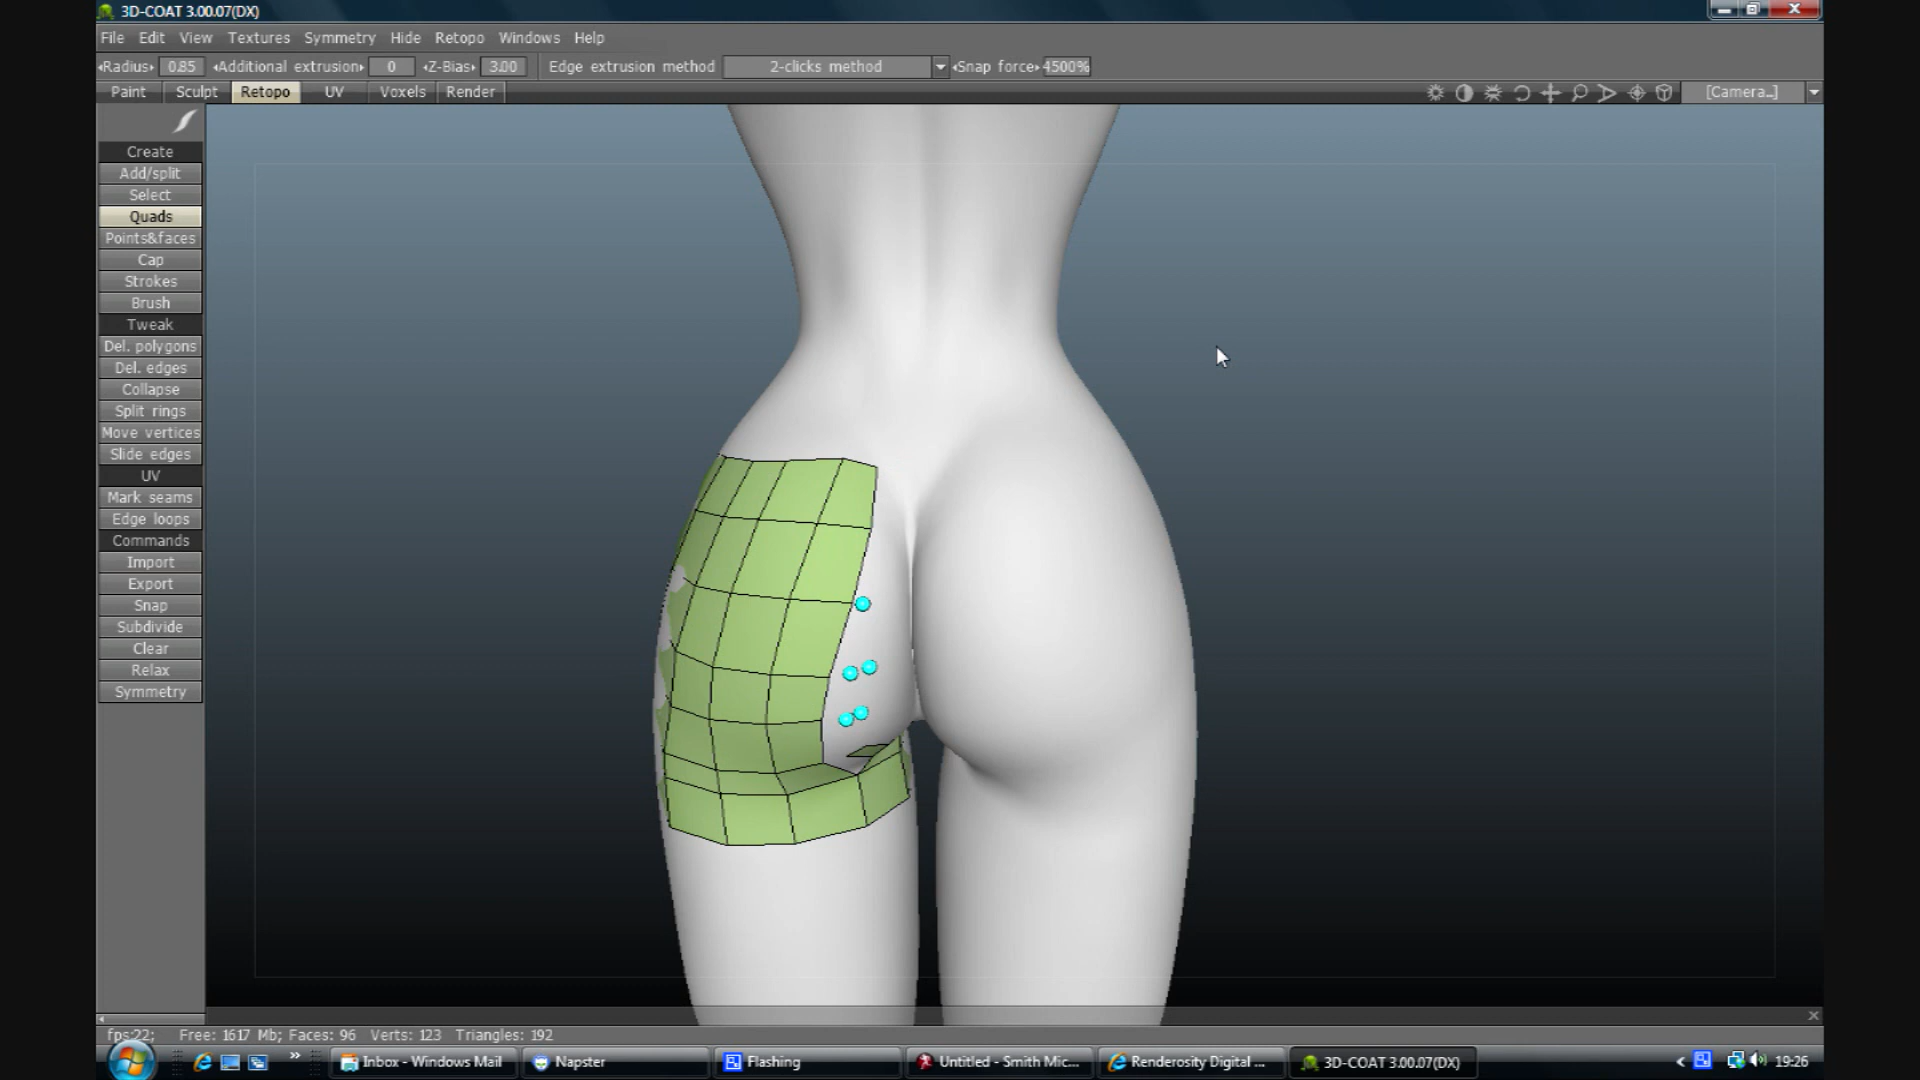 3D-COAT 3.00.07(DX)
File Edit View Textures Symmetry Hide Retopo Windows Help
Radius 0.85 Additional extrusion 0 Z-Bias 3.00 Edge extrusion method 2-clicks method Snap force 4500%
Paint Sculpt Retopo UV Voxels Render [Camera...]
Create
Add/split
Select
Quads
Points&faces
Cap
Strokes
Brush
Tweak
Del. polygons
Del. edges
Collapse
Split rings
Move vertices
Slide edges
UV
Mark seams
Edge loops
Commands
Import
Export
Snap
Subdivide
Clear
Relax
Symmetry
fps:22; Free: 1617 Mb; Faces: 96 Verts: 123 Triangles: 192
Inbox - Windows Mail Napster Flashing Untitled - Smith Mic... Renderosity Digital ... 3D-COAT 3.00.07(DX) 19:26